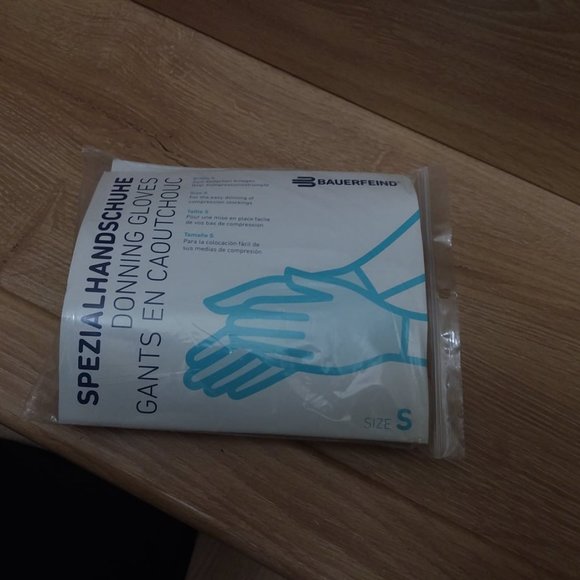 SPEZIALHANDSCHUHE
DONNING GLOVES
GANTS EN CAOUTCHOUC
BAUERFEIND
For the easy donning of
compression stockings
Taille S
Pour une mise en place facile
de vos bas de compression
Tamaño S
Para la colocación fácil de
sus medias de compresión
SIZE S